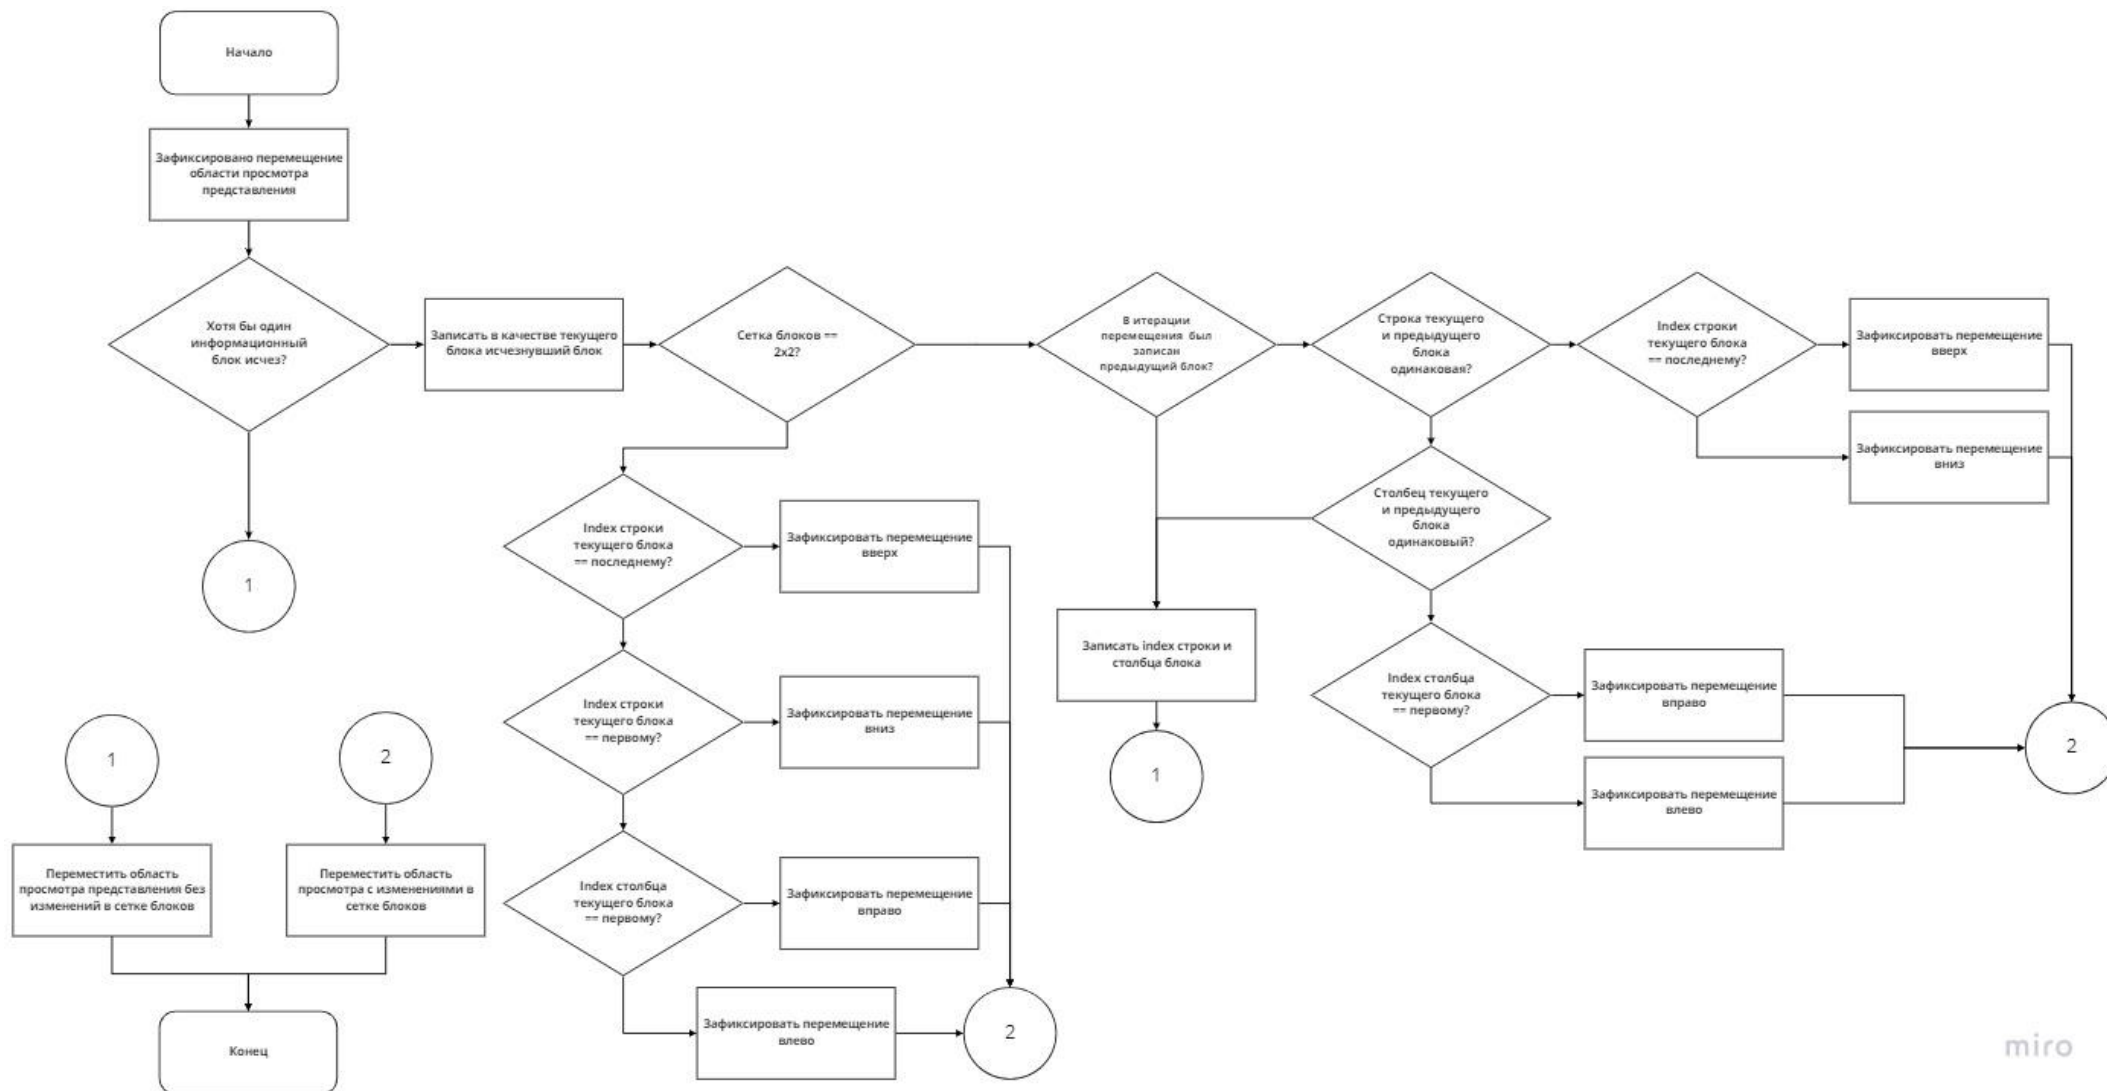 Начало
Зафиксировано перемещение
области просмотра
представления
Хотя бы один
информационный
блок исчез?
Записать в качестве текущего
блока исчезнувший блок
Сетка блоков ==
2x2?
В итерации
перемещения был
записан
предыдущий блок?
Строка текущего
и предыдущего
блока
одинаковая?
Index строки
текущего блока
== последнему?
Зафиксировать перемещение
вверх
Зафиксировать перемещение
вниз
Столбец текущего
и предыдущего
блока
одинаковый?
Index строки
текущего блока
== последнему?
Зафиксировать перемещение
вверх
1
Записать index строки и
столбца блока
Index столбца
текущего блока
== первому?
Зафиксировать перемещение
вправо
Index строки
текущего блока
== первому?
Зафиксировать перемещение
вниз
2
1
2
1
Зафиксировать перемещение
влево
Переместить область
просмотра представления без
изменений в сетке блоков
Переместить область
просмотра с изменениями в
сетке блоков
Index столбца
текущего блока
== первому?
Зафиксировать перемещение
вправо
Зафиксировать перемещение
влево
2
Конец
miro